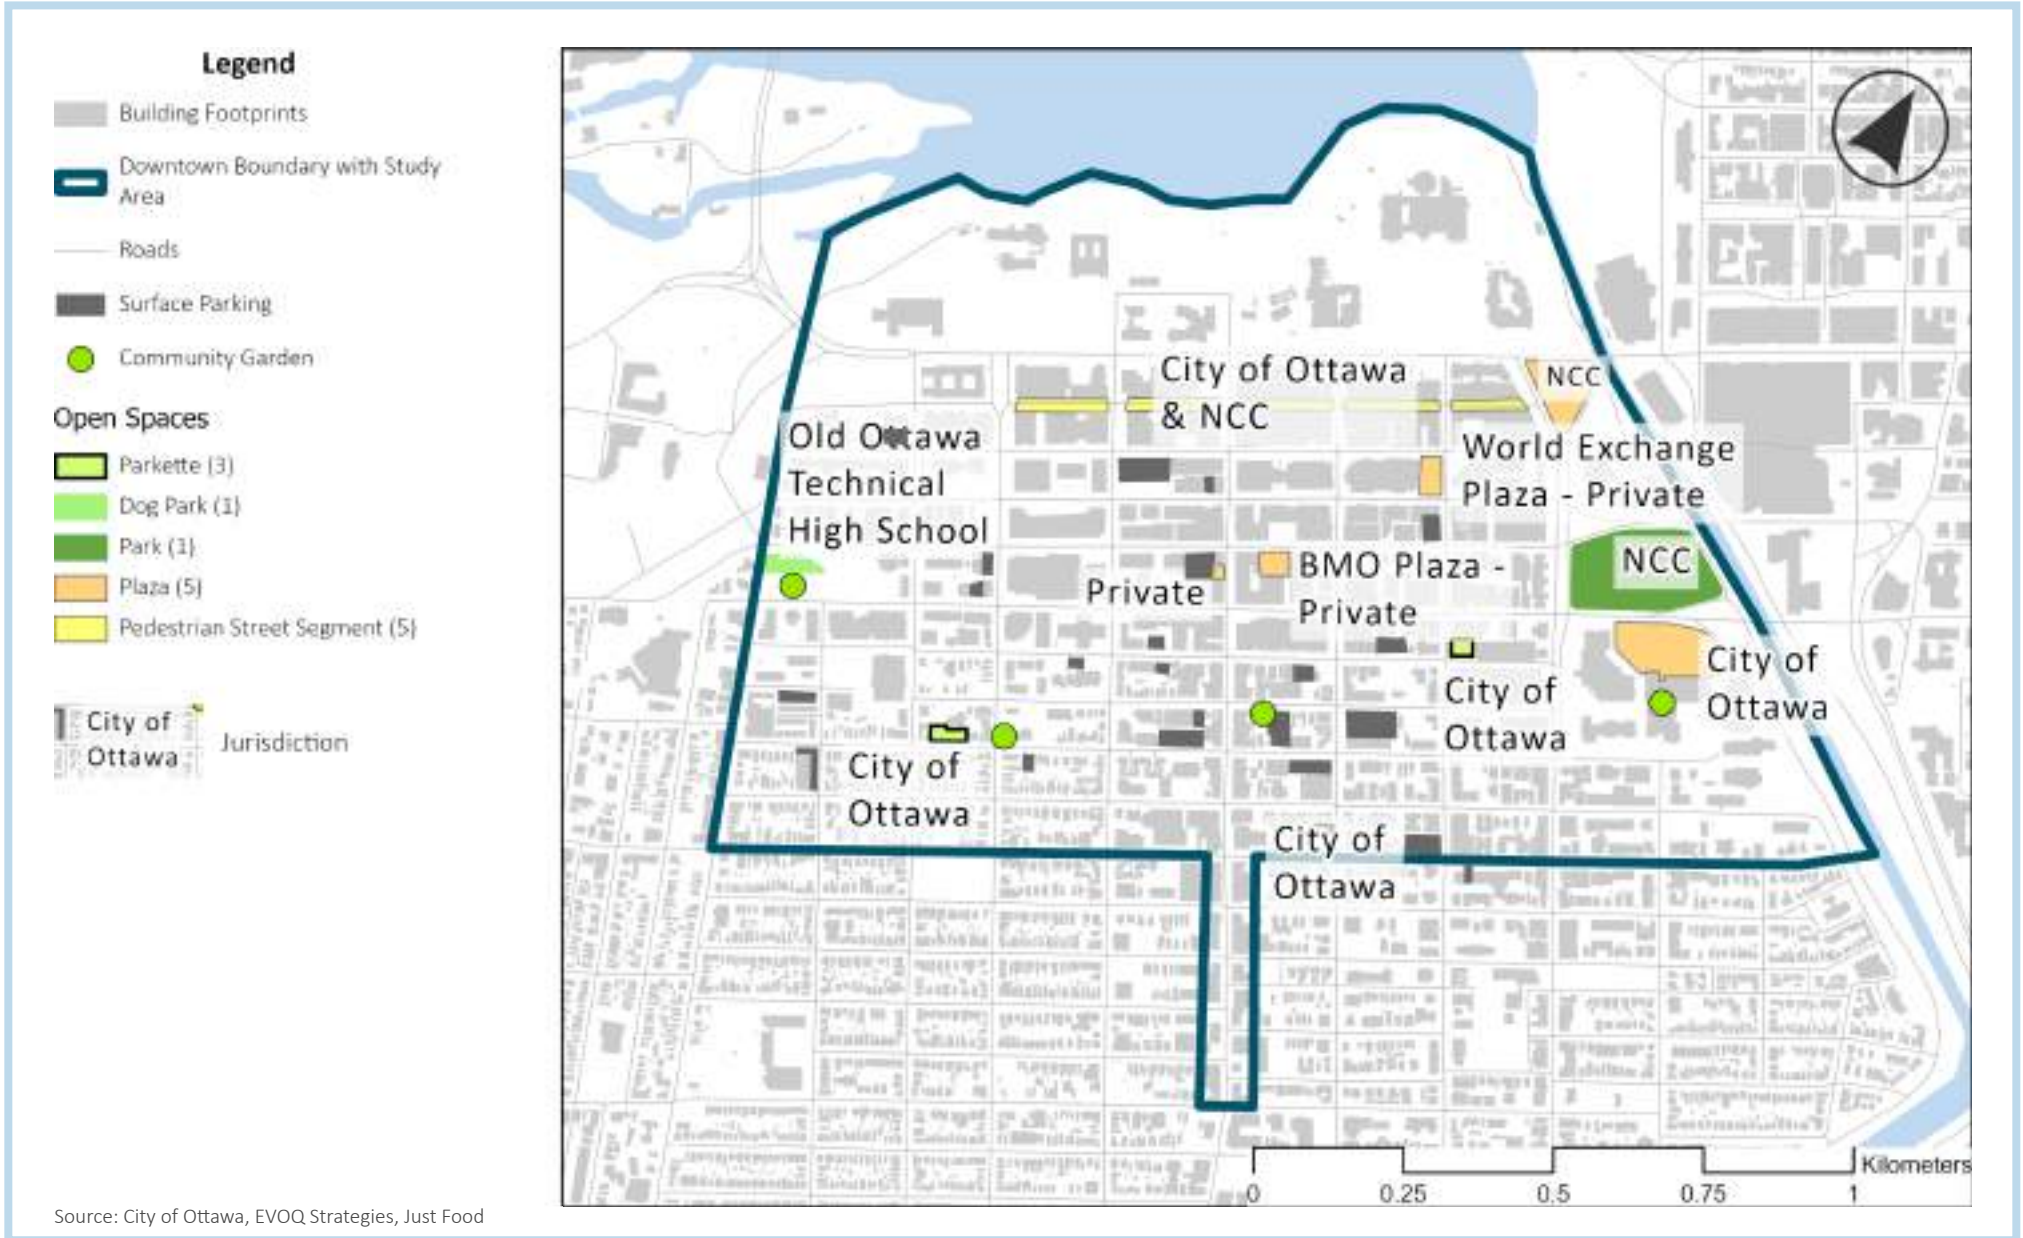 Legend
Building Footprints
Downtown Boundary with Study
Area
Roads
Surface Parking
Community Garden
Open Spaces
Parkette (3)
Dog Park (1)
Park (1)
Plaza (5)
Pedestrian Street Segment (5)
City of
Ottawa
Jurisdiction
City of Ottawa
& NCC
NCC
Old Ottawa
Technical
High School
World Exchange
Plaza - Private
NCC
Private
BMO Plaza -
Private
City of
Ottawa
City of
Ottawa
City of
Ottawa
City of
Ottawa
Kilometers
0 0.25 0.5 0.75 1
Source: City of Ottawa, EVOQ Strategies, Just Food